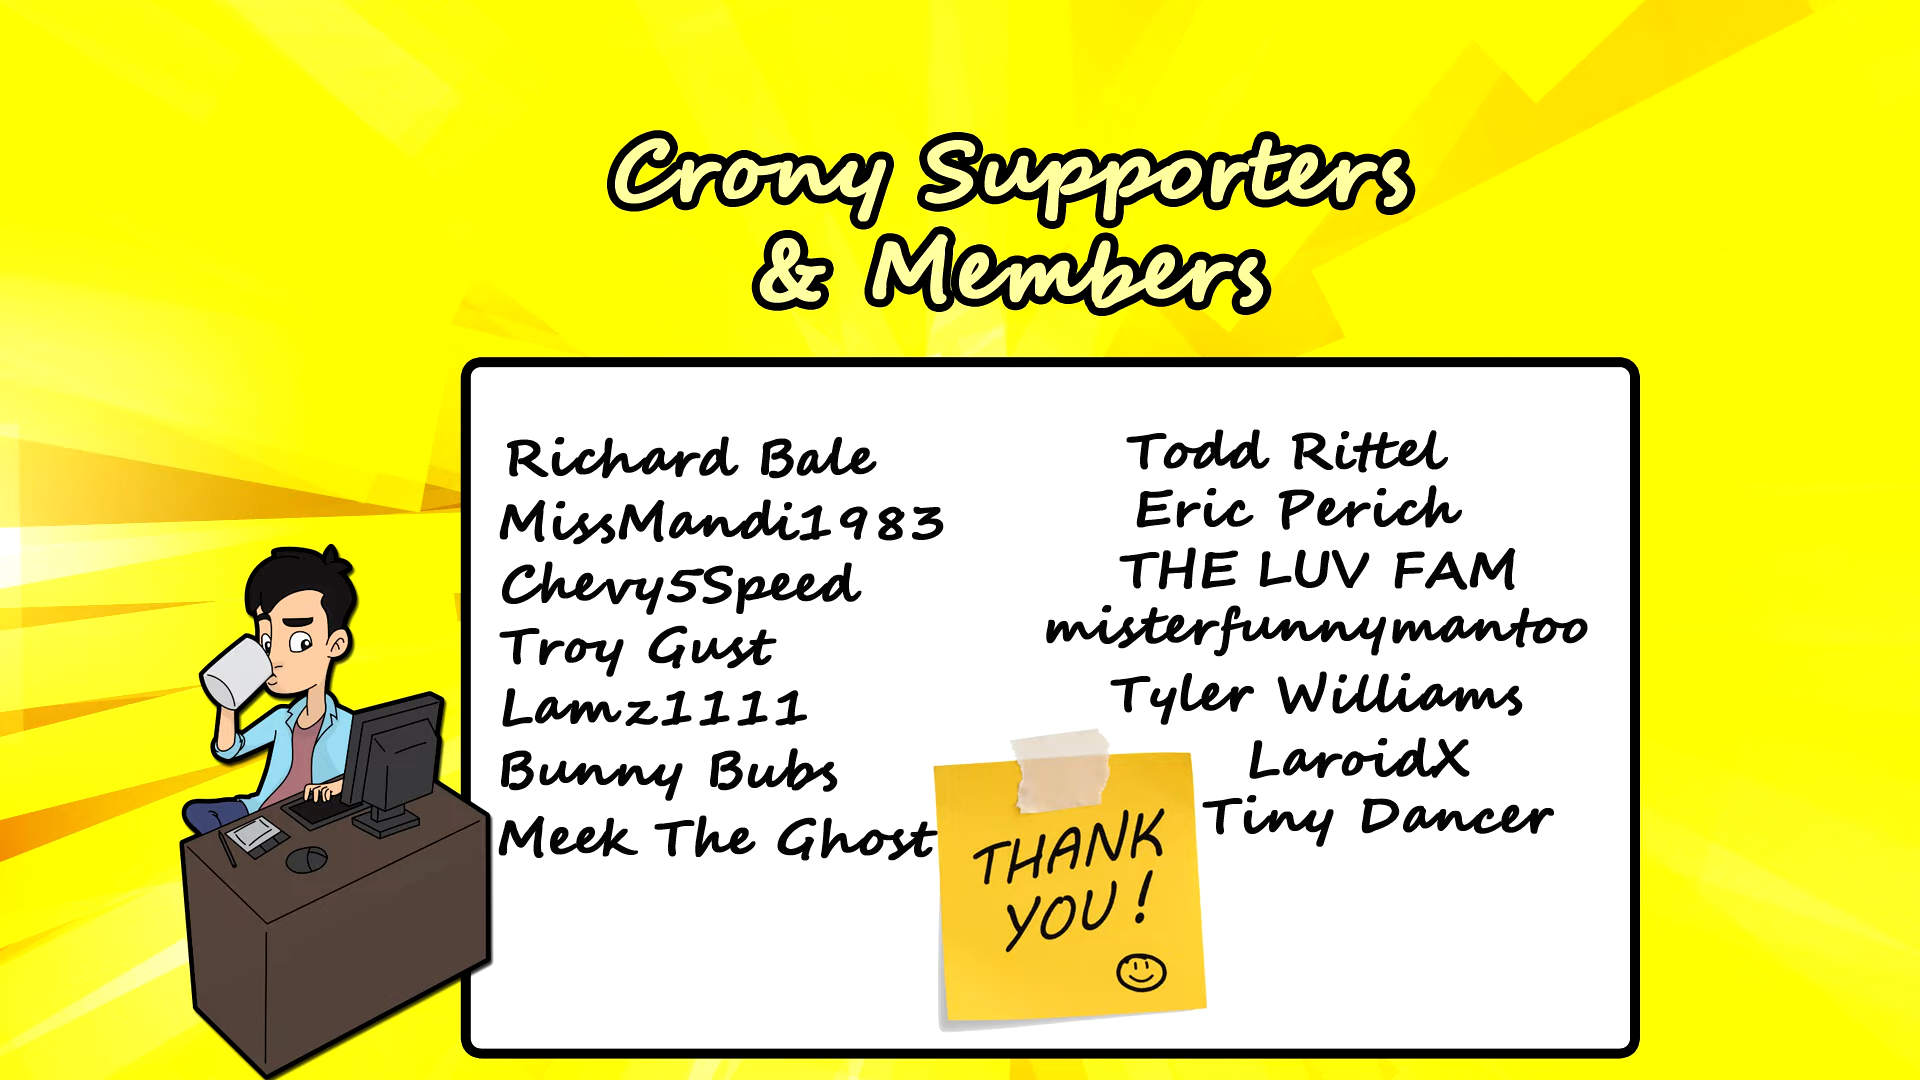 Crony Supporters
& Members
Richard Bale
MissMandi1983
Chevy5Speed
Troy Gust
Lamz1111
Bunny Bubs
Meek The Ghost
Todd Rittel
Eric Perich
THE LUV FAM
misterfunnymantoo
Tyler Williams
LaroidX
Tiny Dancer
THANK
YOU!